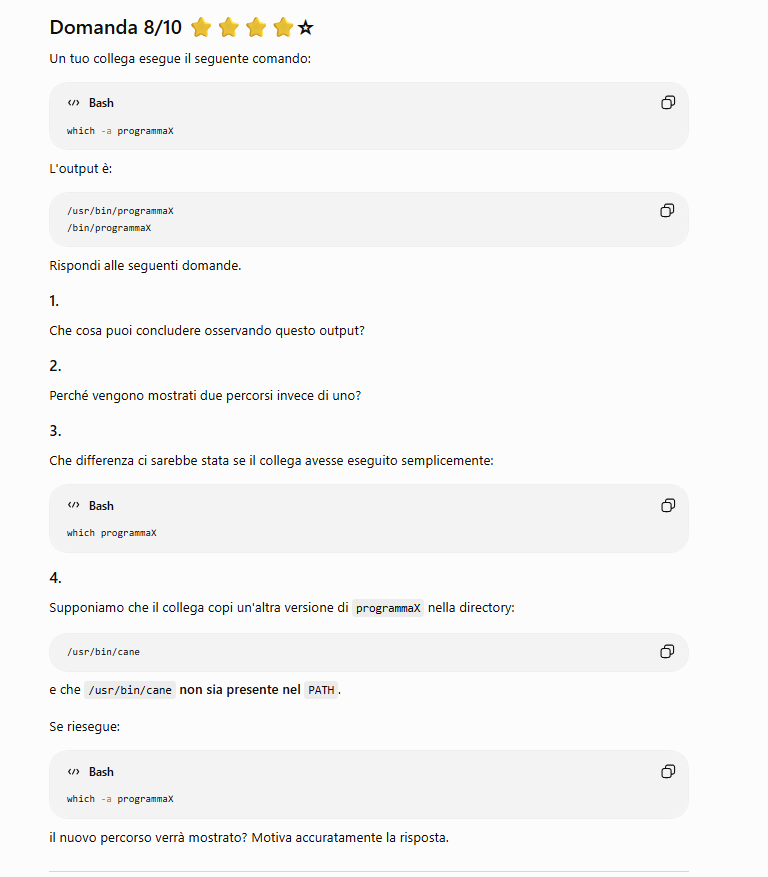 Domanda 8/10 ⭐⭐⭐⭐☆
Un tuo collega esegue il seguente comando:
Bash
which -a programmaX
L'output è:
/usr/bin/programmaX
/bin/programmaX
Rispondi alle seguenti domande.
1.
Che cosa puoi concludere osservando questo output?
2.
Perché vengono mostrati due percorsi invece di uno?
3.
Che differenza ci sarebbe stata se il collega avesse eseguito semplicemente:
Bash
which programmaX
4.
Supponiamo che il collega copi un'altra versione di programmaX nella directory:
/usr/bin/cane
e che /usr/bin/cane non sia presente nel PATH.
Se riesegue:
Bash
which -a programmaX
il nuovo percorso verrà mostrato? Motiva accuratamente la risposta.